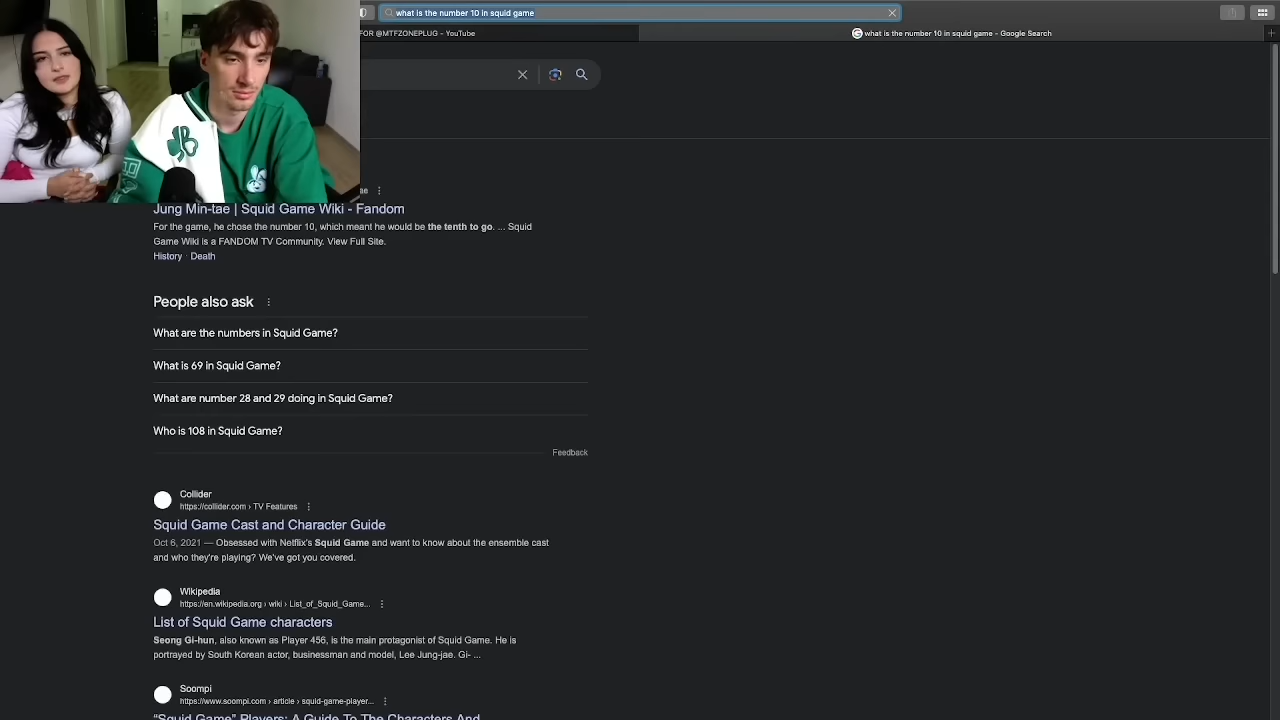 what is the number 10 in squid game
FOR @MTFZONEPLUG - YouTube
what is the number 10 in squid game - Google Search
Jung Min-tae | Squid Game Wiki - Fandom
For the game, he chose the number 10, which meant he would be the tenth to go. ... Squid
Game Wiki is a FANDOM TV Community. View Full Site.
History · Death
People also ask
What are the numbers in Squid Game?
What is 69 in Squid Game?
What are number 28 and 29 doing in Squid Game?
Who is 108 in Squid Game?
Feedback
Collider
https://collider.com › TV Features
Squid Game Cast and Character Guide
Oct 6, 2021 — Obsessed with Netflix's Squid Game and want to know about the ensemble cast
and who they're playing? We've got you covered.
Wikipedia
https://en.wikipedia.org › wiki › List_of_Squid_Game...
List of Squid Game characters
Seong Gi-hun, also known as Player 456, is the main protagonist of Squid Game. He is
portrayed by South Korean actor, businessman and model, Lee Jung-jae. Gi- ...
Soompi
https://www.soompi.com › article › squid-game-player...
"Squid Game" Players: A Guide To The Characters And